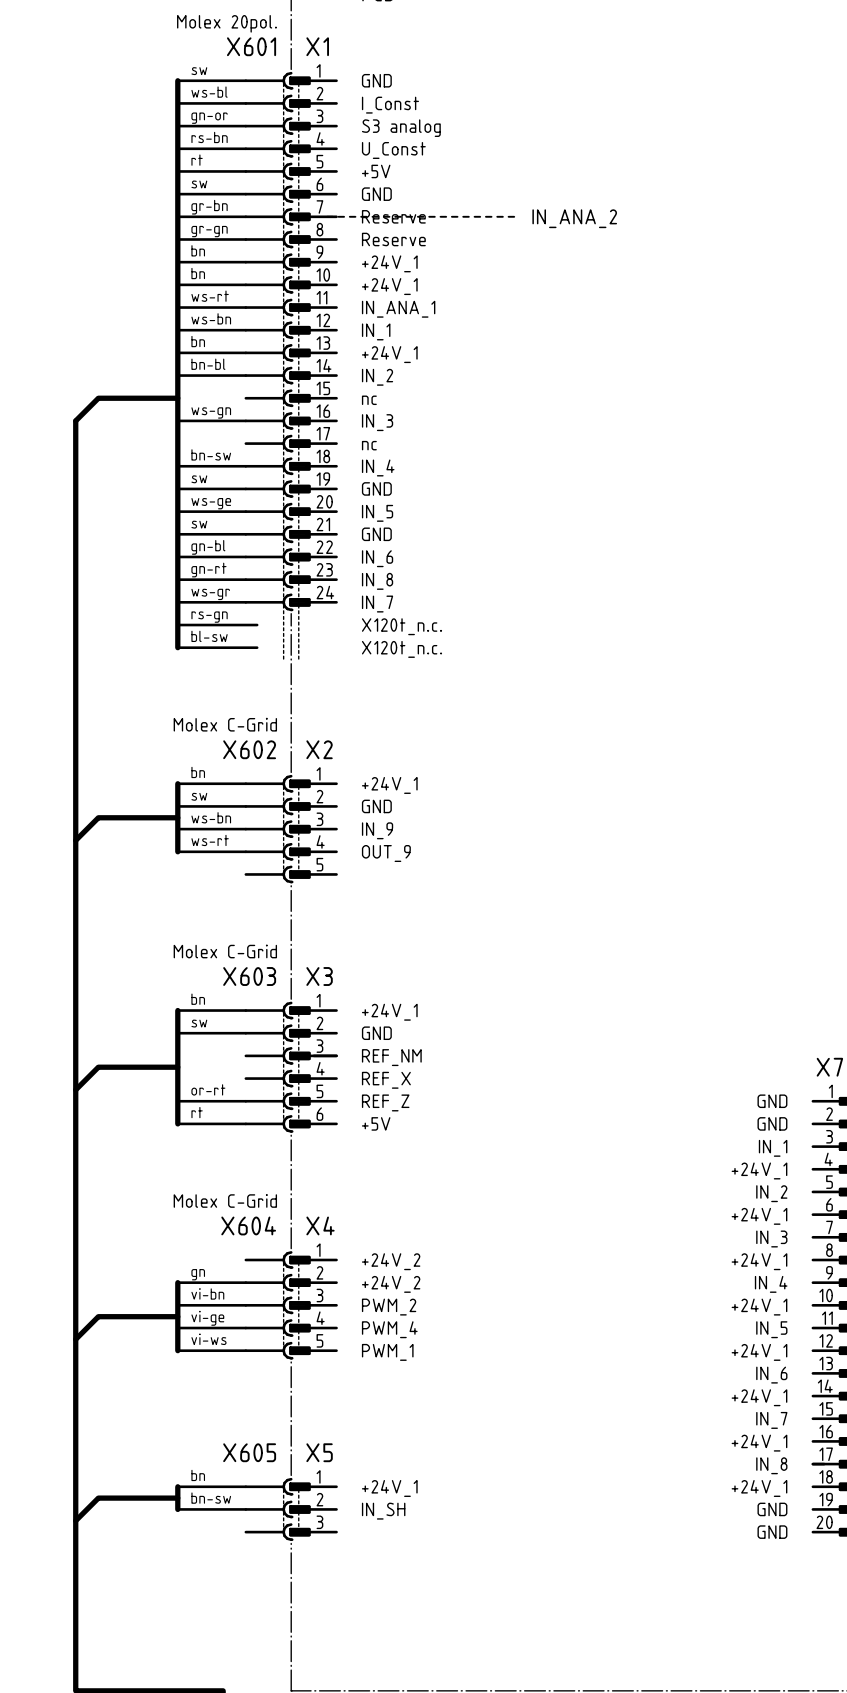 Molex 20pol.
X601 X1
sw 1 GND
ws-bl 2 I_Const
gn-or 3 S3 analog
rs-bn 4 U_Const
rt 5 +5V
sw 6 GND
gr-bn 7 Reserve IN_ANA_2
gr-gn 8 Reserve
bn 9 +24V_1
bn 10 +24V_1
ws-rt 11 IN_ANA_1
ws-bn 12 IN_1
bn 13 +24V_1
bn-bl 14 IN_2
15 nc
ws-gn 16 IN_3
17 nc
bn-sw 18 IN_4
sw 19 GND
ws-ge 20 IN_5
sw 21 GND
gn-bl 22 IN_6
gn-rt 23 IN_8
ws-gr 24 IN_7
rs-gn X120t_n.c.
bl-sw X120t_n.c.
Molex C-Grid
X602 X2
bn 1 +24V_1
sw 2 GND
ws-bn 3 IN_9
ws-rt 4 OUT_9
5
Molex C-Grid
X603 X3
bn 1 +24V_1
sw 2 GND
3 REF_NM
4 REF_X
or-rt 5 REF_Z
rt 6 +5V
Molex C-Grid
X604 X4
1 +24V_2
gn 2 +24V_2
vi-bn 3 PWM_2
vi-ge 4 PWM_4
vi-ws 5 PWM_1
X605 X5
bn 1 +24V_1
bn-sw 2 IN_SH
3
X7
GND 1
GND 2
IN_1 3
+24V_1 4
IN_2 5
+24V_1 6
IN_3 7
+24V_1 8
IN_4 9
+24V_1 10
IN_5 11
+24V_1 12
IN_6 13
+24V_1 14
IN_7 15
+24V_1 16
IN_8 17
+24V_1 18
GND 19
GND 20